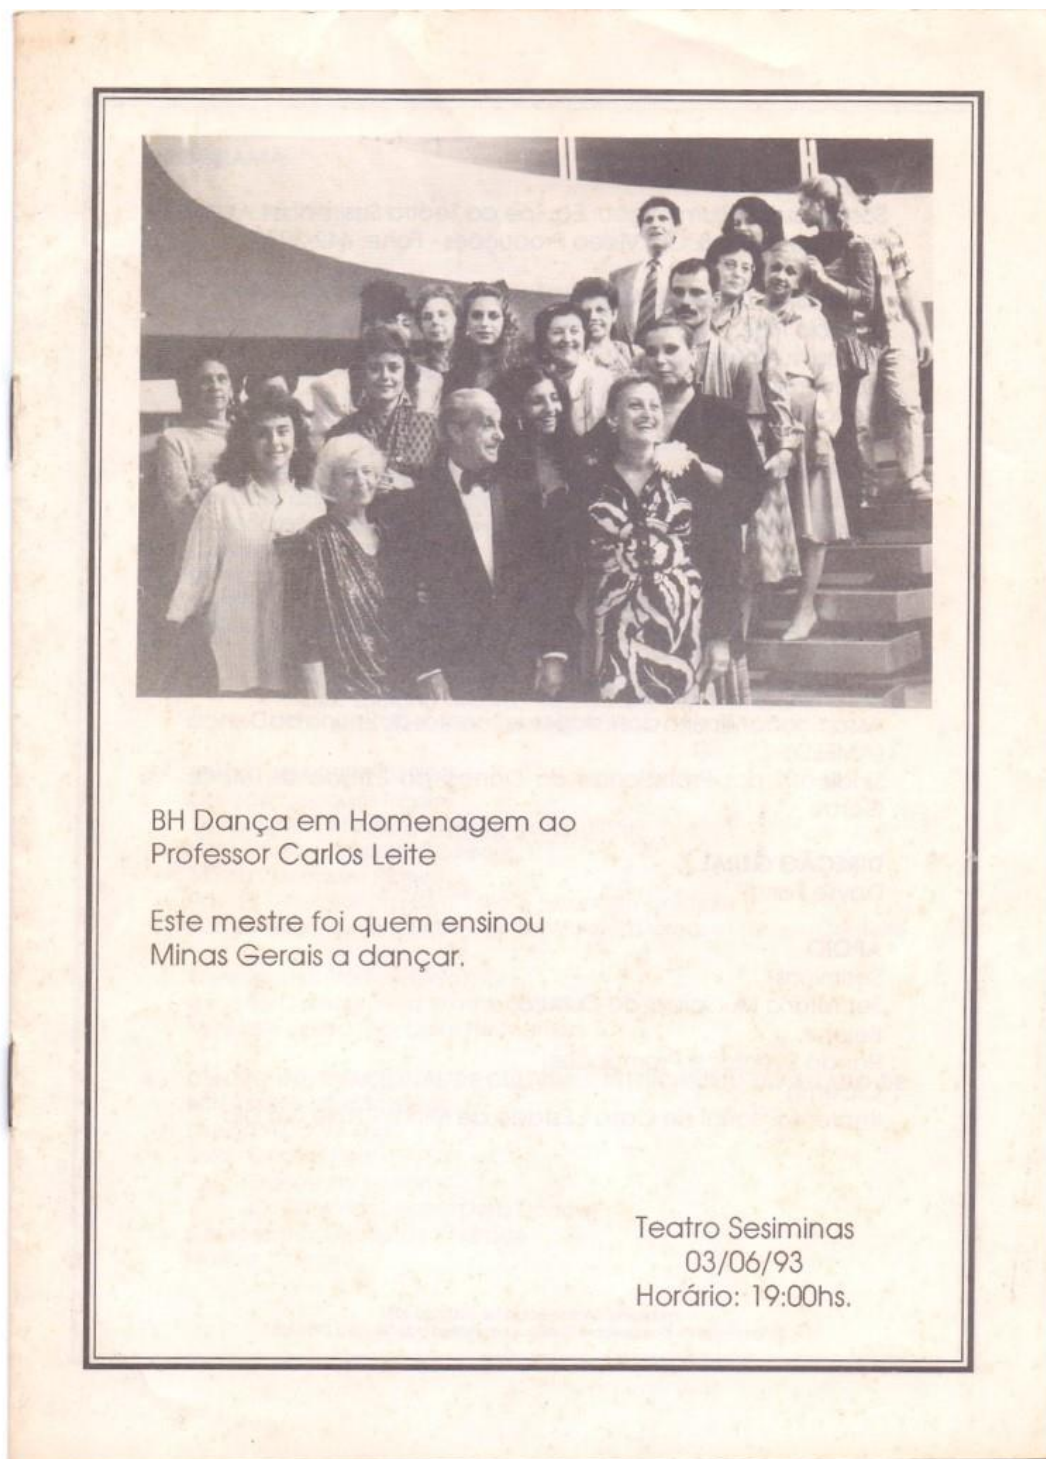 BH Dança em Homenagem ao
Professor Carlos Leite
Este mestre foi quem ensinou
Minas Gerais a dançar.
Teatro Sesiminas
03/06/93
Horário: 19:00hs.